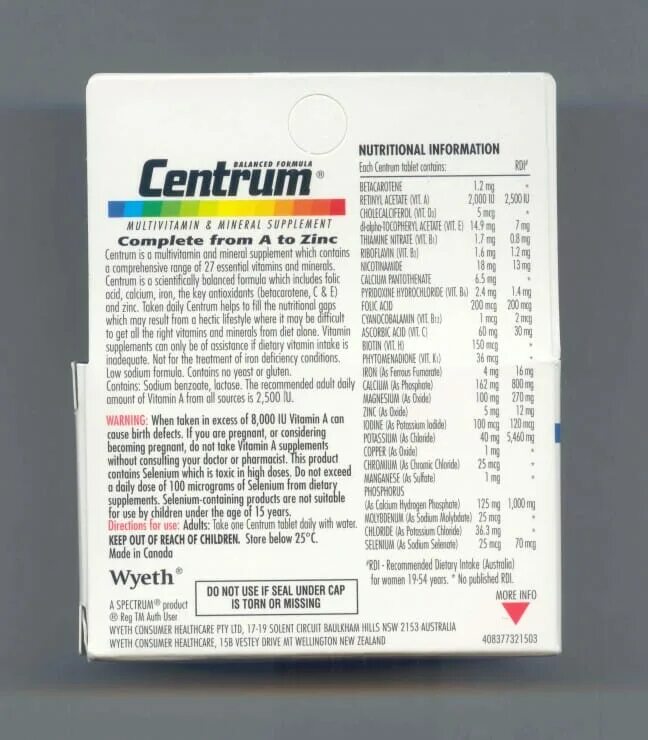 BALANCED FORMULA
Centrum®
MULTIVITAMIN & MINERAL SUPPLEMENT
Complete from A to Zinc
Centrum is a multivitamin and mineral supplement which contains
a comprehensive range of 27 essential vitamins and minerals.
Centrum is a scientifically balanced formula which includes folic
acid, calcium, iron, the key antioxidants (betacarotene, C & E)
and zinc. Taken daily Centrum helps to fill the nutritional gaps
which may result from a hectic lifestyle where it may be difficult
to get all the right vitamins and minerals from diet alone. Vitamin
supplements can only be of assistance if dietary vitamin intake is
inadequate. Not for the treatment of iron deficiency conditions.
Low sodium formula. Contains no yeast or gluten.
Contains: Sodium benzoate, lactose. The recommended adult daily
amount of Vitamin A from all sources is 2,500 IU.
WARNING: When taken in excess of 8,000 IU Vitamin A can
cause birth defects. If you are pregnant, or considering
becoming pregnant, do not take Vitamin A supplements
without consulting your doctor or pharmacist. This product
contains Selenium which is toxic in high doses. Do not exceed
a daily dose of 100 micrograms of Selenium from dietary
supplements. Selenium-containing products are not suitable
for use by children under the age of 15 years.
Directions for use: Adults: Take one Centrum tablet daily with water.
KEEP OUT OF REACH OF CHILDREN. Store below 25°C.
Made in Canada
Wyeth®
A SPECTRUM® product
® Reg TM Auth User
DO NOT USE IF SEAL UNDER CAP
IS TORN OR MISSING
WYETH CONSUMER HEALTHCARE PTY LTD, 17-19 SOLENT CIRCUIT BAULKHAM HILLS NSW 2153 AUSTRALIA
WYETH CONSUMER HEALTHCARE, 15B VESTEY DRIVE MT WELLINGTON NEW ZEALAND
NUTRITIONAL INFORMATION
Each Centrum tablet contains: RDI#
BETACAROTENE 1.2 mg *
RETINYL ACETATE (VIT. A) 2,000 IU 2,500 IU
CHOLECALCIFEROL (VIT. D3) 5 mcg *
dl-alpha-TOCOPHERYL ACETATE (VIT. E) 14.9 mg 7 mg
THIAMINE NITRATE (VIT. B1) 1.7 mg 0.8 mg
RIBOFLAVIN (VIT. B2) 1.6 mg 1.2 mg
NICOTINAMIDE 18 mg 13 mg
CALCIUM PANTOTHENATE 6.5 mg *
PYRIDOXINE HYDROCHLORIDE (VIT. B6) 2.4 mg 1.4 mg
FOLIC ACID 200 mcg 200 mcg
CYANOCOBALAMIN (VIT. B12) 1 mcg 2 mcg
ASCORBIC ACID (VIT. C) 60 mg 30 mg
BIOTIN (VIT. H) 150 mcg *
PHYTOMENADIONE (VIT. K1) 36 mcg *
IRON (As Ferrous Fumarate) 4 mg 16 mg
CALCIUM (As Phosphate) 162 mg 800 mg
MAGNESIUM (As Oxide) 100 mg 270 mg
ZINC (As Oxide) 5 mg 12 mg
IODINE (As Potassium Iodide) 100 mcg 120 mcg
POTASSIUM (As Chloride) 40 mg 5,460 mg
COPPER (As Oxide) 1 mg *
CHROMIUM (As Chromic Chloride) 25 mcg *
MANGANESE (As Sulfate) 1 mg *
PHOSPHORUS
(As Calcium Hydrogen Phosphate) 125 mg 1,000 mg
MOLYBDENUM (As Sodium Molybdate) 25 mcg *
CHLORIDE (As Potassium Chloride) 36.3 mg *
SELENIUM (As Sodium Selenate) 25 mcg 70 mcg
#RDI - Recommended Dietary Intake (Australia)
for women 19-54 years. * No published RDI.
MORE INFO
408377321503